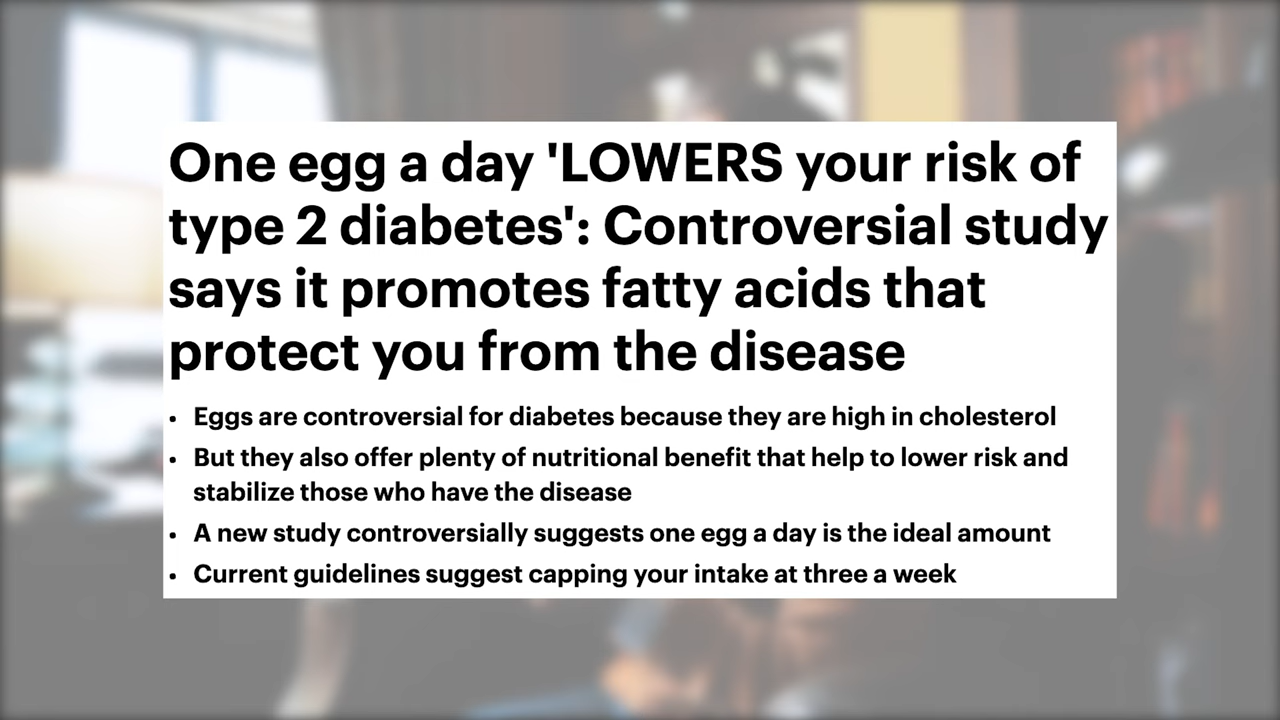 One egg a day 'LOWERS your risk of
type 2 diabetes': Controversial study
says it promotes fatty acids that
protect you from the disease
• Eggs are controversial for diabetes because they are high in cholesterol
• But they also offer plenty of nutritional benefit that help to lower risk and
stabilize those who have the disease
• A new study controversially suggests one egg a day is the ideal amount
• Current guidelines suggest capping your intake at three a week